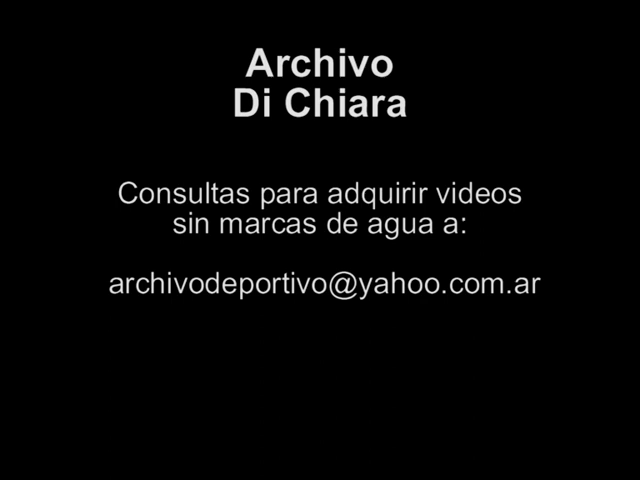 Archivo
Di Chiara
Consultas para adquirir videos
sin marcas de agua a:
archivodeportivo@yahoo.com.ar